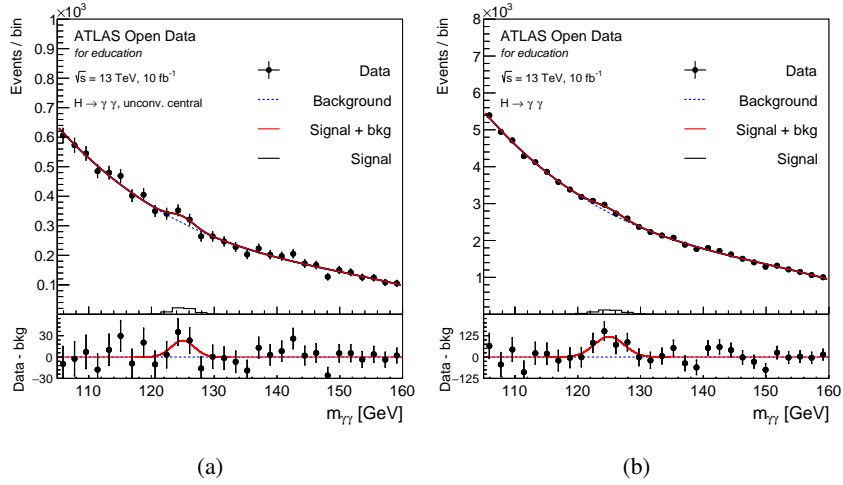 ×10³
1
0.9
0.8
0.7
0.6
0.5
0.4
0.3
0.2
0.1
Events / bin
ATLAS Open Data
for education
√s = 13 TeV, 10 fb⁻¹
H → γ γ, unconv. central
Data
Background
Signal + bkg
Signal
30
0
−30
Data - bkg
110 120 130 140 150 160
mγγ [GeV]
(a)
×10³
8
7
6
5
4
3
2
1
Events / bin
ATLAS Open Data
for education
√s = 13 TeV, 10 fb⁻¹
H → γ γ
Data
Background
Signal + bkg
Signal
125
0
−125
Data - bkg
110 120 130 140 150 160
mγγ [GeV]
(b)